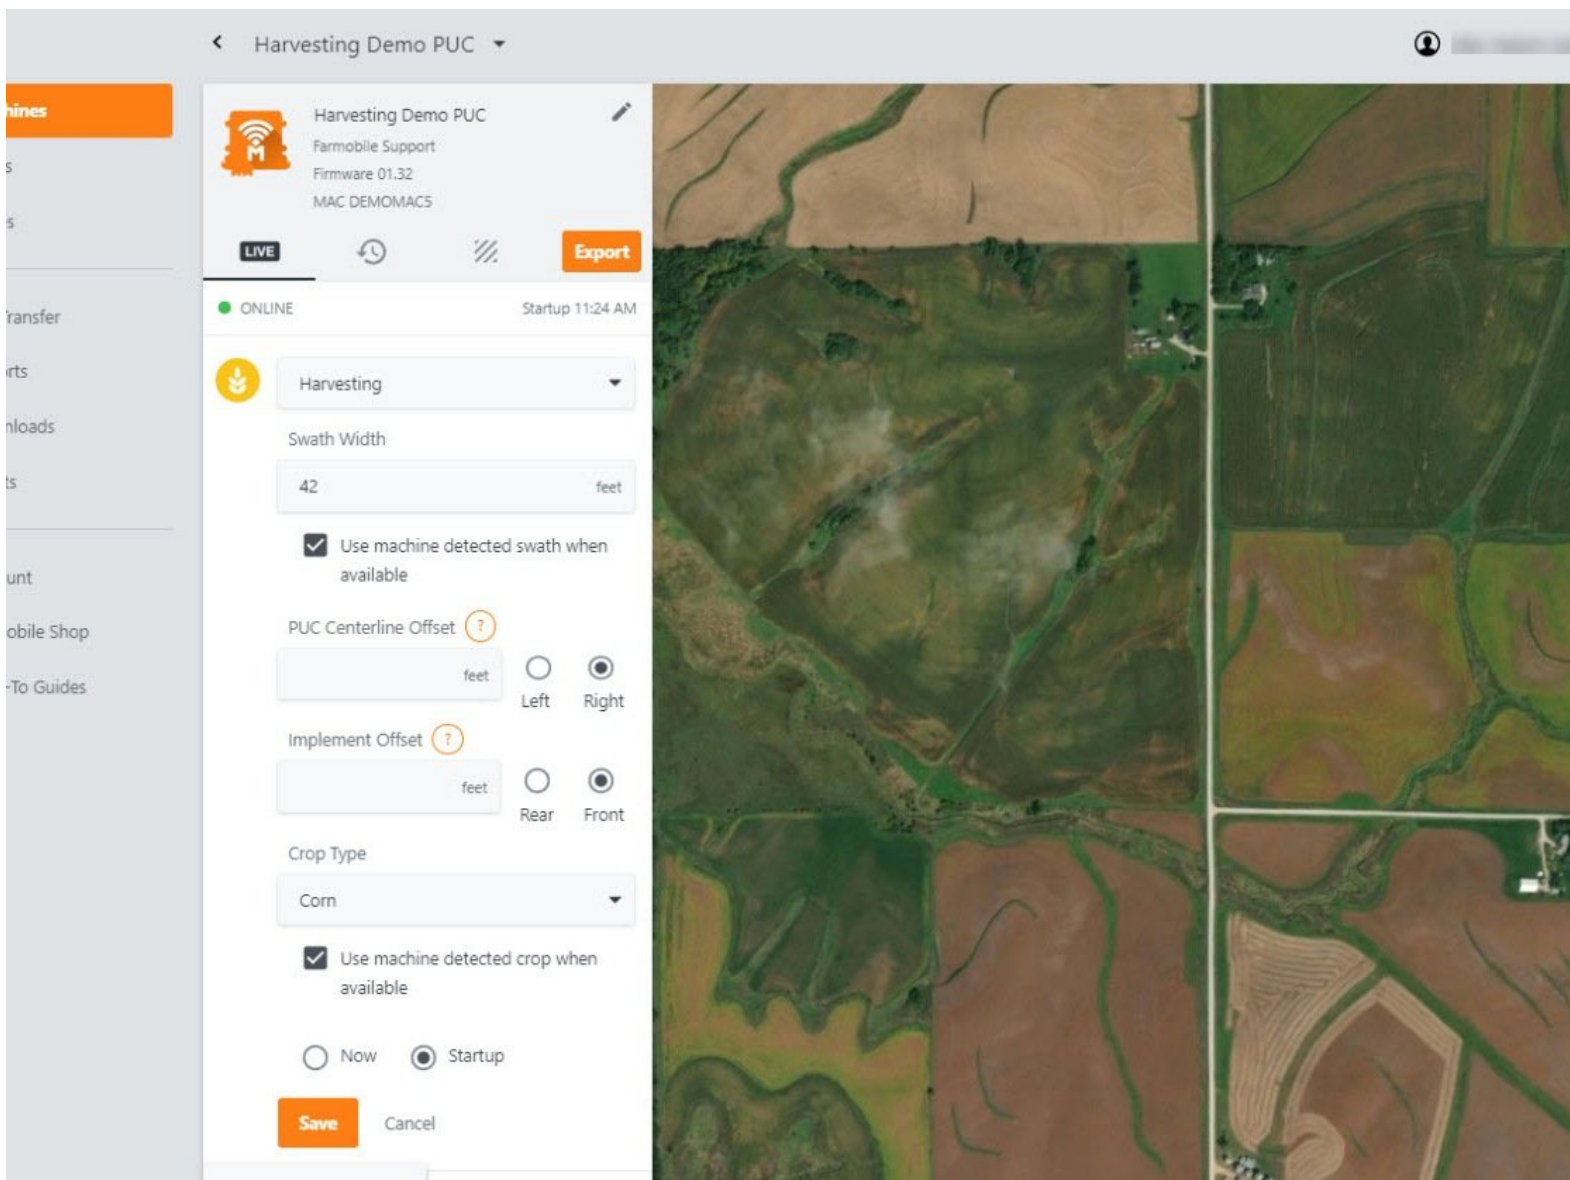 Harvesting Demo PUC
hines
Harvesting Demo PUC
Farmobile Support
Firmware 01.32
MAC DEMOMAC5
M
LIVE
Export
ONLINE
Startup 11:24 AM
Harvesting
Swath Width
42
feet
Use machine detected swath when
available
PUC Centerline Offset ?
feet
Left
Right
Implement Offset ?
feet
Rear
Front
Crop Type
Corn
Use machine detected crop when
available
Now
Startup
Save
Cancel
s
s
ransfer
rts
nloads
ts
unt
obile Shop
-To Guides